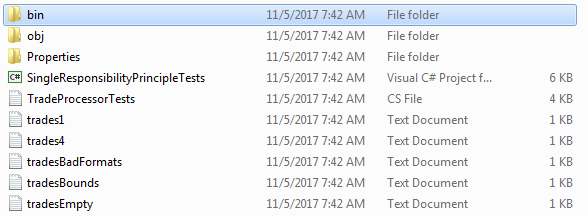 bin 11/5/2017 7:42 AM File folder
obj 11/5/2017 7:42 AM File folder
Properties 11/5/2017 7:42 AM File folder
C# SingleResponsibilityPrincipleTests 11/5/2017 7:42 AM Visual C# Project f... 6 KB
TradeProcessorTests 11/5/2017 7:42 AM CS File 4 KB
trades1 11/5/2017 7:42 AM Text Document 1 KB
trades4 11/5/2017 7:42 AM Text Document 1 KB
tradesBadFormats 11/5/2017 7:42 AM Text Document 1 KB
tradesBounds 11/5/2017 7:42 AM Text Document 1 KB
tradesEmpty 11/5/2017 7:42 AM Text Document 1 KB